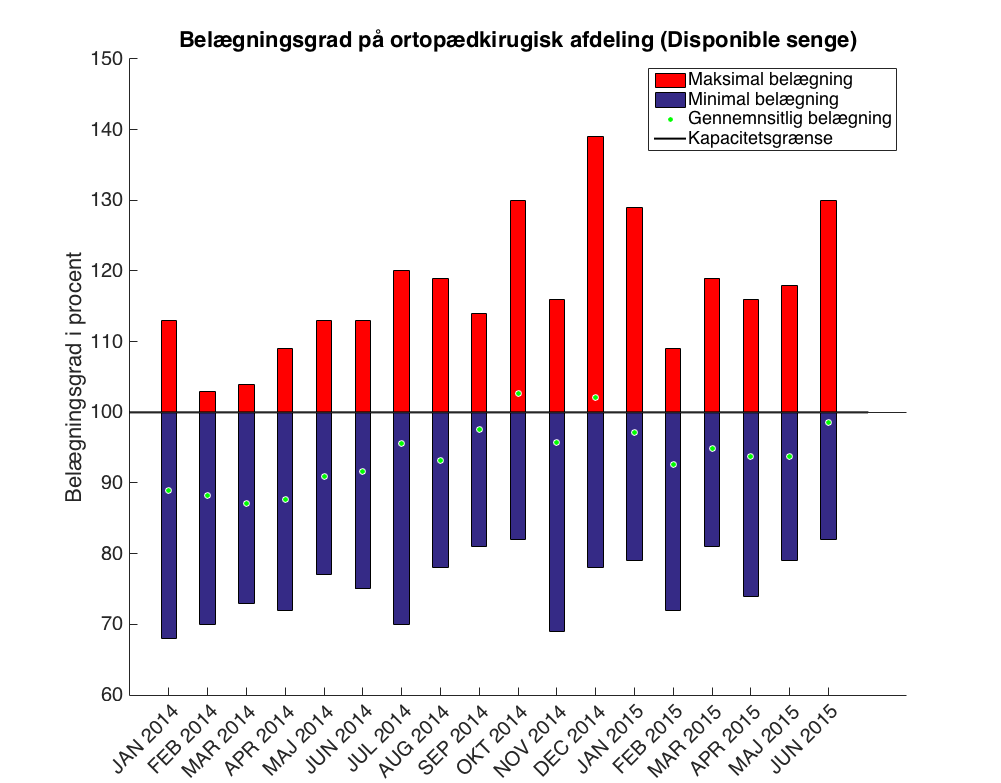 Belægningsgrad på ortopædkirugisk afdeling (Disponible senge)
Maksimal belægning
Minimal belægning
Gennemnsitlig belægning
Kapacitetsgrænse
Belægningsgrad i procent
150
140
130
120
110
100
90
80
70
60
JAN 2014
FEB 2014
MAR 2014
APR 2014
MAJ 2014
JUN 2014
JUL 2014
AUG 2014
SEP 2014
OKT 2014
NOV 2014
DEC 2014
JAN 2015
FEB 2015
MAR 2015
APR 2015
MAJ 2015
JUN 2015